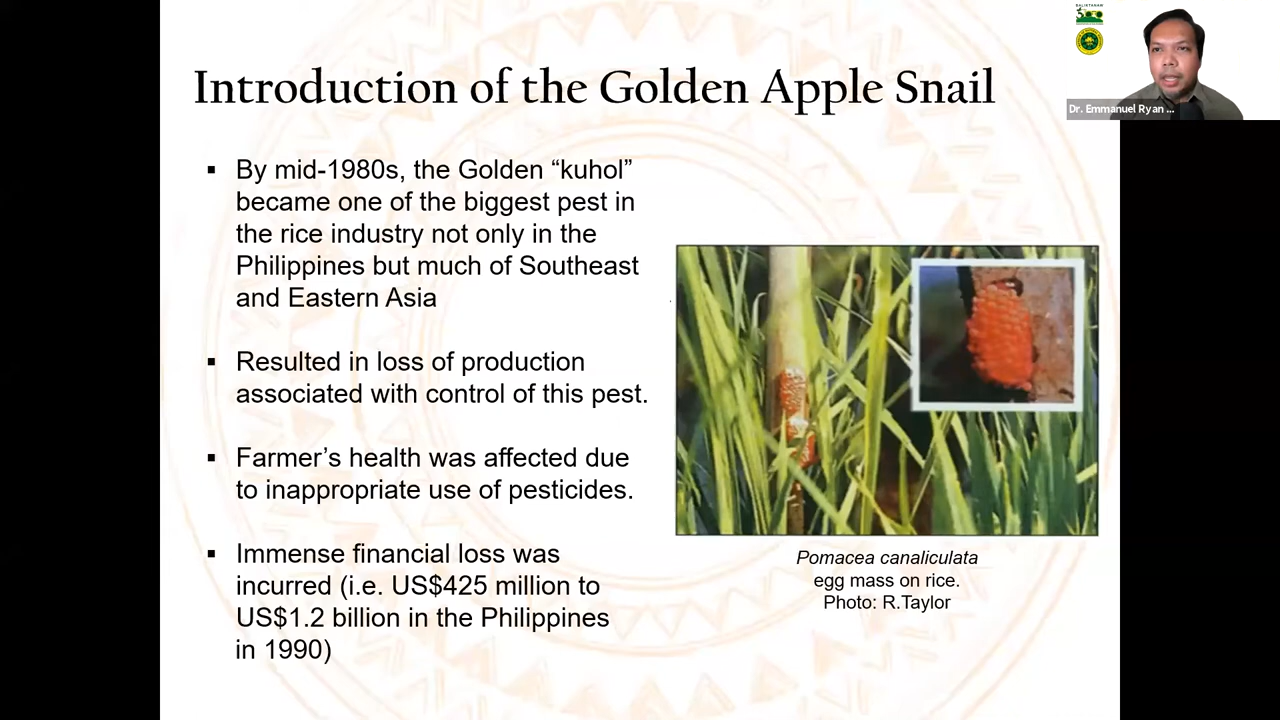 Introduction of the Golden Apple Snail
Dr. Emmanuel Ryan ...
▪ By mid-1980s, the Golden “kuhol”
became one of the biggest pest in
the rice industry not only in the
Philippines but much of Southeast
and Eastern Asia
▪ Resulted in loss of production
associated with control of this pest.
▪ Farmer’s health was affected due
to inappropriate use of pesticides.
▪ Immense financial loss was
incurred (i.e. US$425 million to
US$1.2 billion in the Philippines
in 1990)
Pomacea canaliculata
egg mass on rice.
Photo: R.Taylor